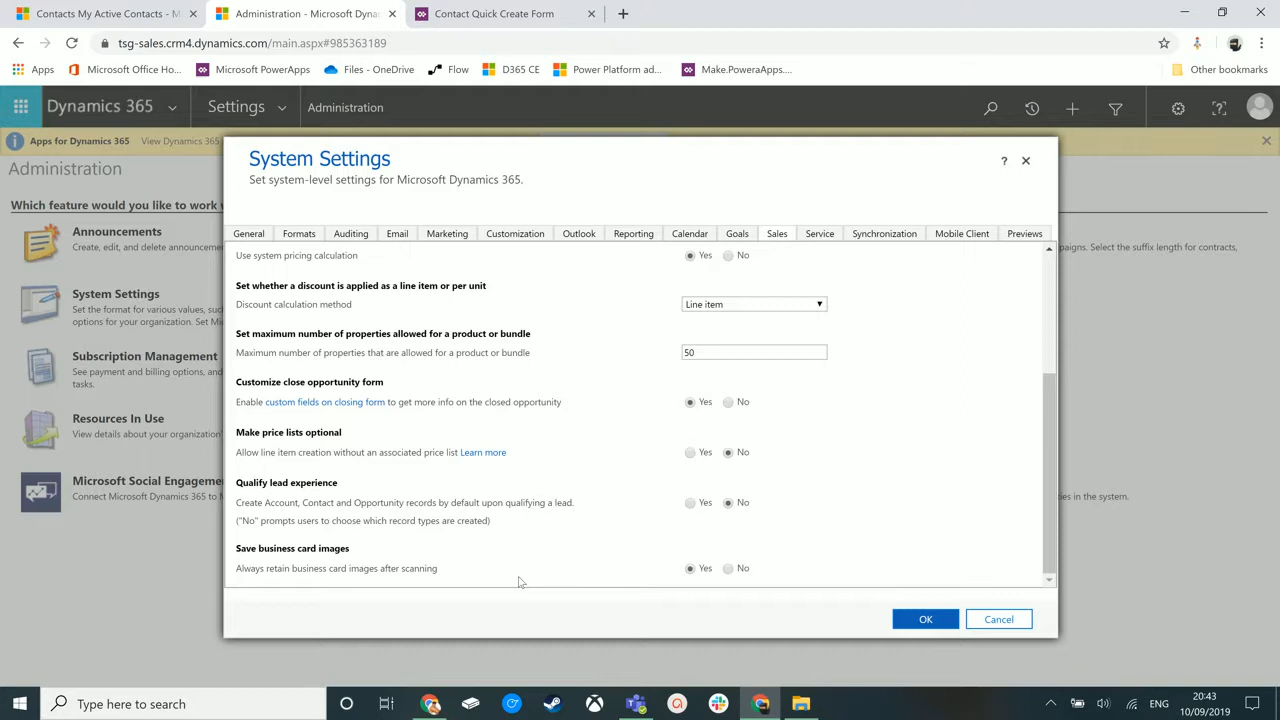 Contacts My Active Contacts - M
Administration - Microsoft Dyna
Contact Quick Create Form
tsg-sales.crm4.dynamics.com/main.aspx#985363189
Apps
Microsoft Office Ho...
Microsoft PowerApps
Files - OneDrive
Flow
D365 CE
Power Platform ad...
Make.PoweraApps....
Other bookmarks
Dynamics 365
Settings
Administration
Apps for Dynamics 365 View Dynamics 365
Administration
Which feature would you like to work w
Announcements
Create, edit, and delete announcemen
paigns. Select the suffix length for contracts,
System Settings
Set the format for various values, suc
options for your organization. Set Mi
Subscription Management
See payment and billing options, and
tasks.
Resources In Use
View details about your organization
Microsoft Social Engageme
Connect Microsoft Dynamics 365 to M
ities in the system.
System Settings
Set system-level settings for Microsoft Dynamics 365.
?
General Formats Auditing Email Marketing Customization Outlook Reporting Calendar Goals Sales Service Synchronization Mobile Client Previews
Use system pricing calculation Yes No
Set whether a discount is applied as a line item or per unit
Discount calculation method Line item
Set maximum number of properties allowed for a product or bundle
Maximum number of properties that are allowed for a product or bundle 50
Customize close opportunity form
Enable custom fields on closing form to get more info on the closed opportunity Yes No
Make price lists optional
Allow line item creation without an associated price list Learn more Yes No
Qualify lead experience
Create Account, Contact and Opportunity records by default upon qualifying a lead. Yes No
("No" prompts users to choose which record types are created)
Save business card images
Always retain business card images after scanning Yes No
OK Cancel
Type here to search
ENG
20:43
10/09/2019